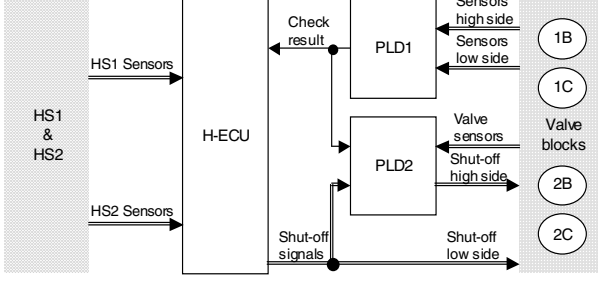 Sensors
high side
Check
result
PLD1
1B
Sensors
low side
HS1 Sensors
1C
HS1
&
HS2
H-ECU
Valve
sensors
Valve
blocks
PLD2
Shut-off
high side
2B
HS2 Sensors
Shut-off
signals
Shut-off
low side
2C